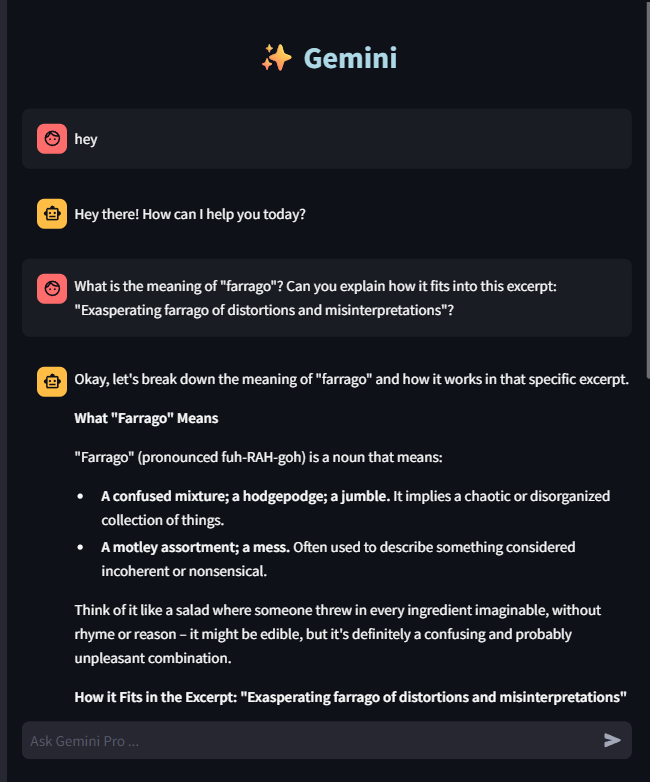 ✨ Gemini
hey
Hey there! How can I help you today?
What is the meaning of "farrago"? Can you explain how it fits into this excerpt:
"Exasperating farrago of distortions and misinterpretations"?
Okay, let's break down the meaning of "farrago" and how it works in that specific excerpt.
What "Farrago" Means
"Farrago" (pronounced fuh-RAH-goh) is a noun that means:
• A confused mixture; a hodgepodge; a jumble. It implies a chaotic or disorganized
collection of things.
• A motley assortment; a mess. Often used to describe something considered
incoherent or nonsensical.
Think of it like a salad where someone threw in every ingredient imaginable, without
rhyme or reason – it might be edible, but it's definitely a confusing and probably
unpleasant combination.
How it Fits in the Excerpt: "Exasperating farrago of distortions and misinterpretations"
Ask Gemini Pro ...